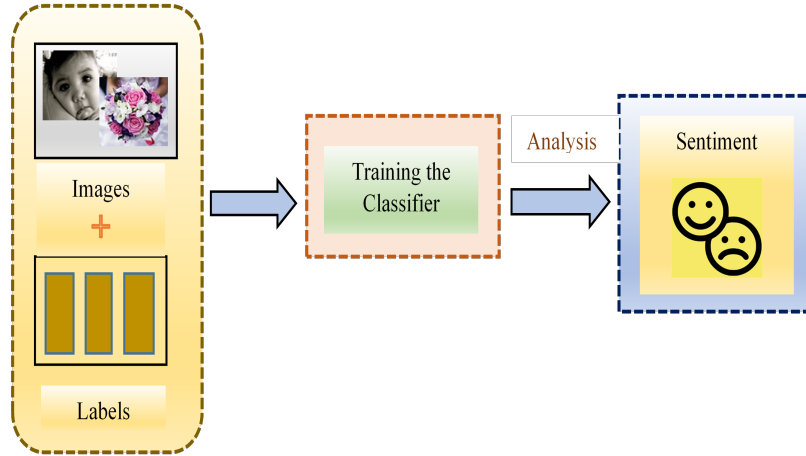 Images
+
Labels
Training the
Classifier
Analysis
Sentiment